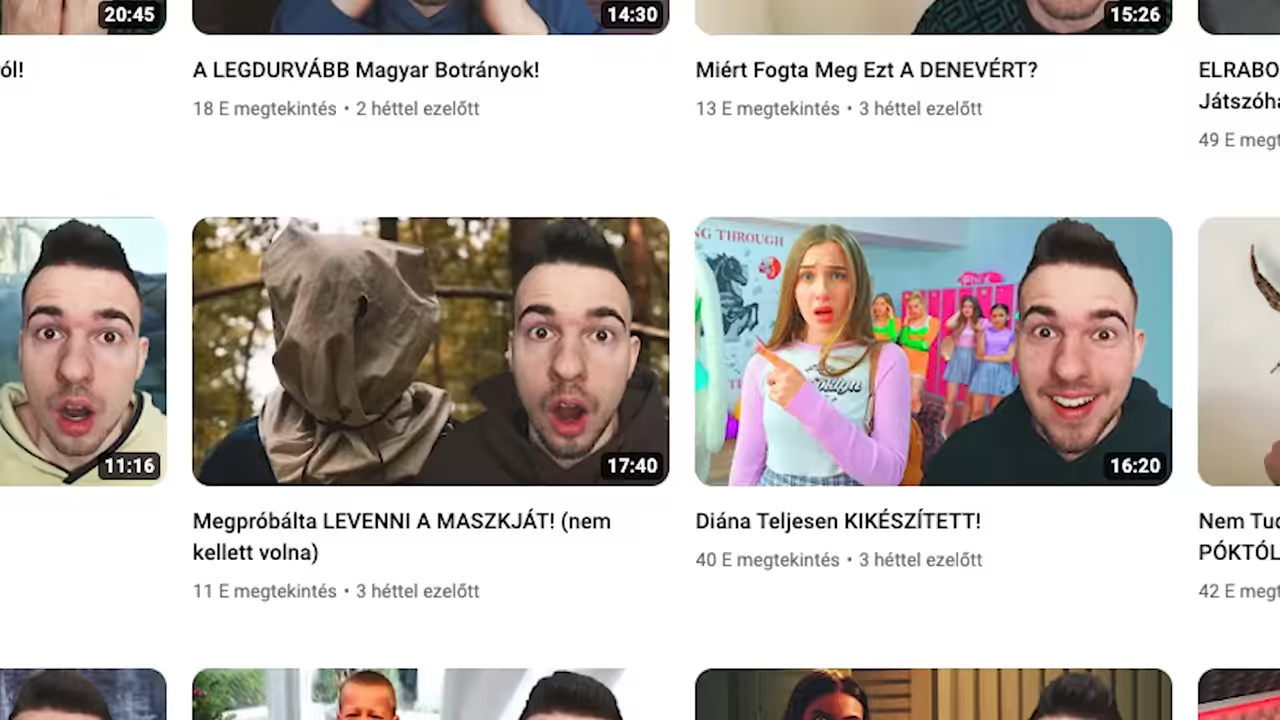 20:45
14:30
15:26
ól!
A LEGDURVÁBB Magyar Botrányok!
Miért Fogta Meg Ezt A DENEVÉRT?
ELRABO
18 E megtekintés • 2 héttel ezelőtt
13 E megtekintés • 3 héttel ezelőtt
Játszóha
49 E megt
NG THROUGH
11:16
17:40
16:20
Megpróbálta LEVENNI A MASZKJÁT! (nem
kellett volna)
Diána Teljesen KIKÉSZÍTETT!
Nem Tud
PÓKTÓL
11 E megtekintés • 3 héttel ezelőtt
40 E megtekintés • 3 héttel ezelőtt
42 E megt